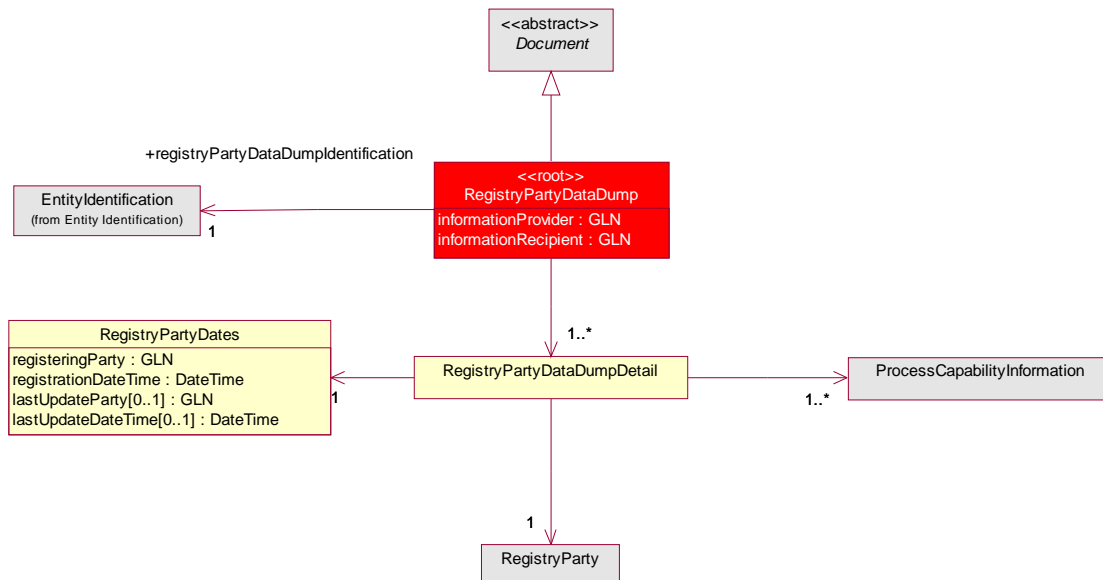 <<abstract>>
Document
+registryPartyDataDumpIdentification
EntityIdentification
(from Entity Identification)
1
<<root>>
RegistryPartyDataDump
informationProvider : GLN
informationRecipient : GLN
1..*
RegistryPartyDates
registeringParty : GLN
registrationDateTime : DateTime
lastUpdateParty[0..1] : GLN
lastUpdateDateTime[0..1] : DateTime
1
RegistryPartyDataDumpDetail
1..*
ProcessCapabilityInformation
1
RegistryParty